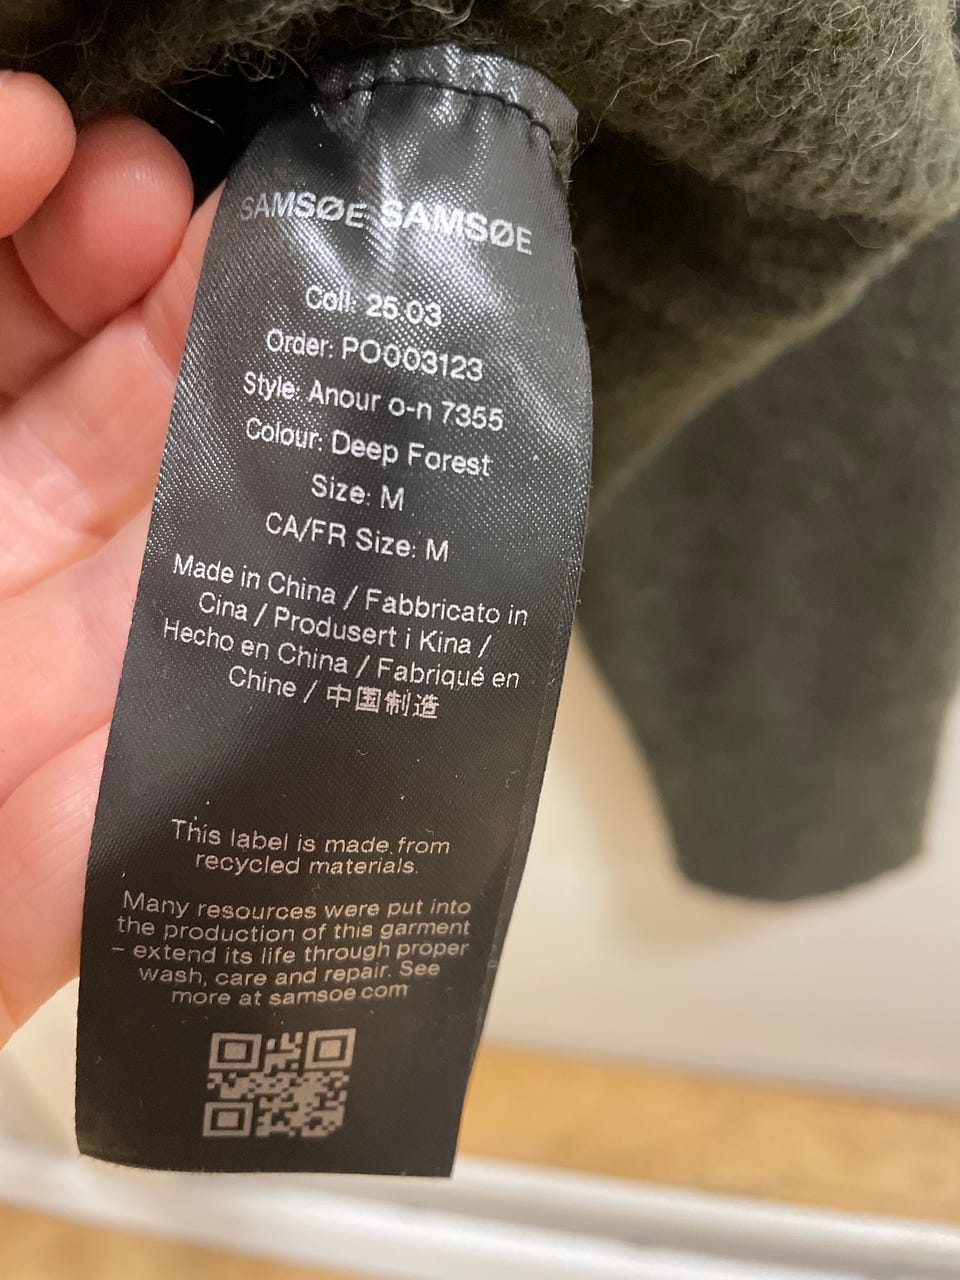 SAMSØE SAMSØE
Coll: 25.03
Order: PO003123
Style: Anour o-n 7355
Colour: Deep Forest
Size: M
CA/FR Size: M
Made in China / Fabbricato in
Cina / Produsert i Kina /
Hecho en China / Fabriqué en
Chine / 中国制造
This label is made from
recycled materials.
Many resources were put into
the production of this garment
– extend its life through proper
wash, care and repair. See
more at samsoe.com